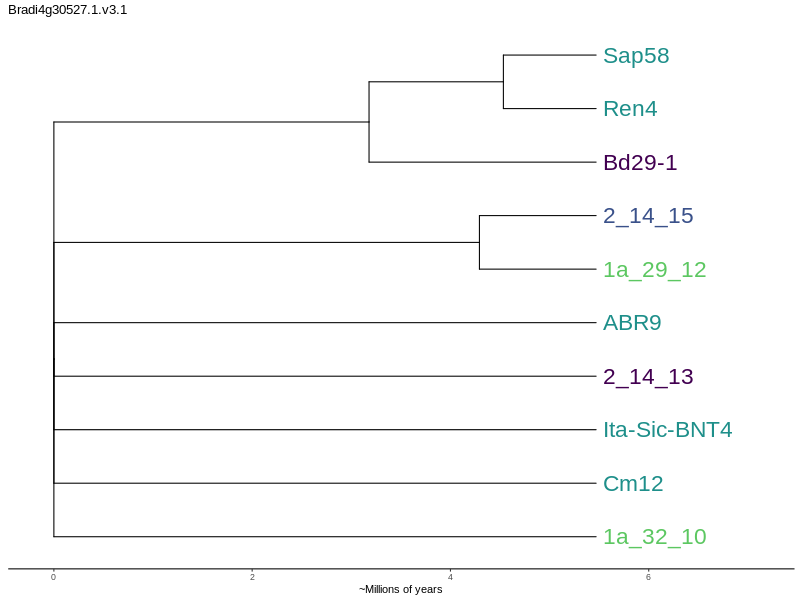 Bradi4g30527.1.v3.1
Sap58
Ren4
Bd29-1
2_14_15
1a_29_12
ABR9
2_14_13
Ita-Sic-BNT4
Cm12
1a_32_10
0 2 4 6
~Millions of years